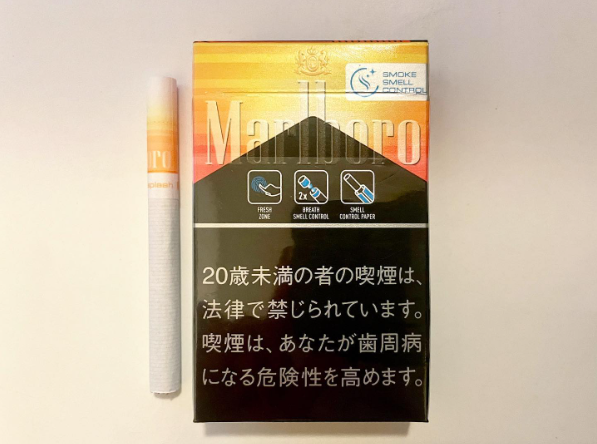 SMOKE
SMELL
CONTROL
Marlboro
2x
FRESH
ZONE
BREATH
SMELL CONTROL
SMELL
CONTROL PAPER
20歳未満の者の喫煙は、
法律で禁じられています。
喫煙は、あなたが歯周病
になる危険性を高めます。
oro